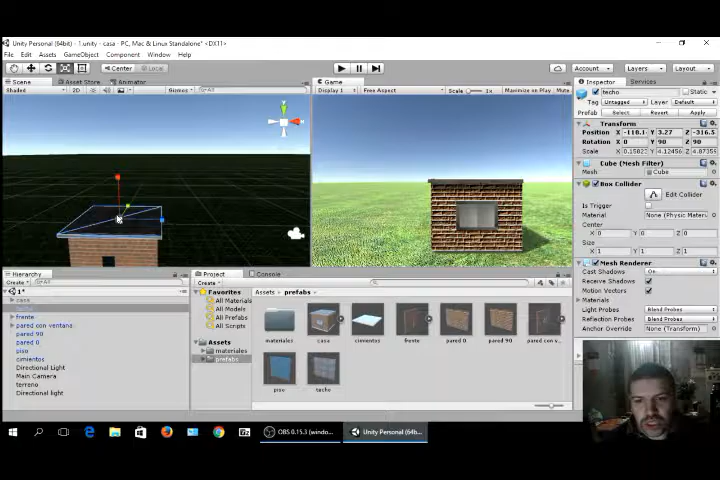 Unity Personal (64bit) - 1.unity - casa - PC, Mac & Linux Standalone* <DX11>
File Edit Assets GameObject Component Window Help
Center Local Account Layers Layout
Scene Asset Store Animator
Shaded 2D Gizmos All
Game
Display 1 Free Aspect Scale 1x Maximize on Play
Inspector Services
techo Static
Tag Untagged Layer Default
Prefab Select Revert Apply
Transform
Position X Y 3.27 Z -316.5
Rotation X 0 Y 90 Z 90
Scale
Cube (Mesh Filter)
Mesh Cube
Box Collider
Edit Collider
Is Trigger
Material None (Physic Materi
Center
X 0 Y 0 Z 0
Size
X 1 Y 1 Z 1
Mesh Renderer
Cast Shadows On
Receive Shadows
Motion Vectors
Materials
Light Probes Blend Probes
Reflection Probes Blend Probes
Anchor Override None (Transform)
Hierarchy
Create All
1*
casa
frente
pared con ventana
pared 90
pared 0
piso
cimientos
Directional Light
Main Camera
terreno
Directional light
Project Console
Create
Favorites
All Materials
All Models
All Prefabs
All Scripts
Assets
materiales
prefabs
Assets prefabs
materiales casa cimientos frente pared 0 pared 90 pared con v
piso techo
OBS 0.15.3 (windo... Unity Personal (64b...